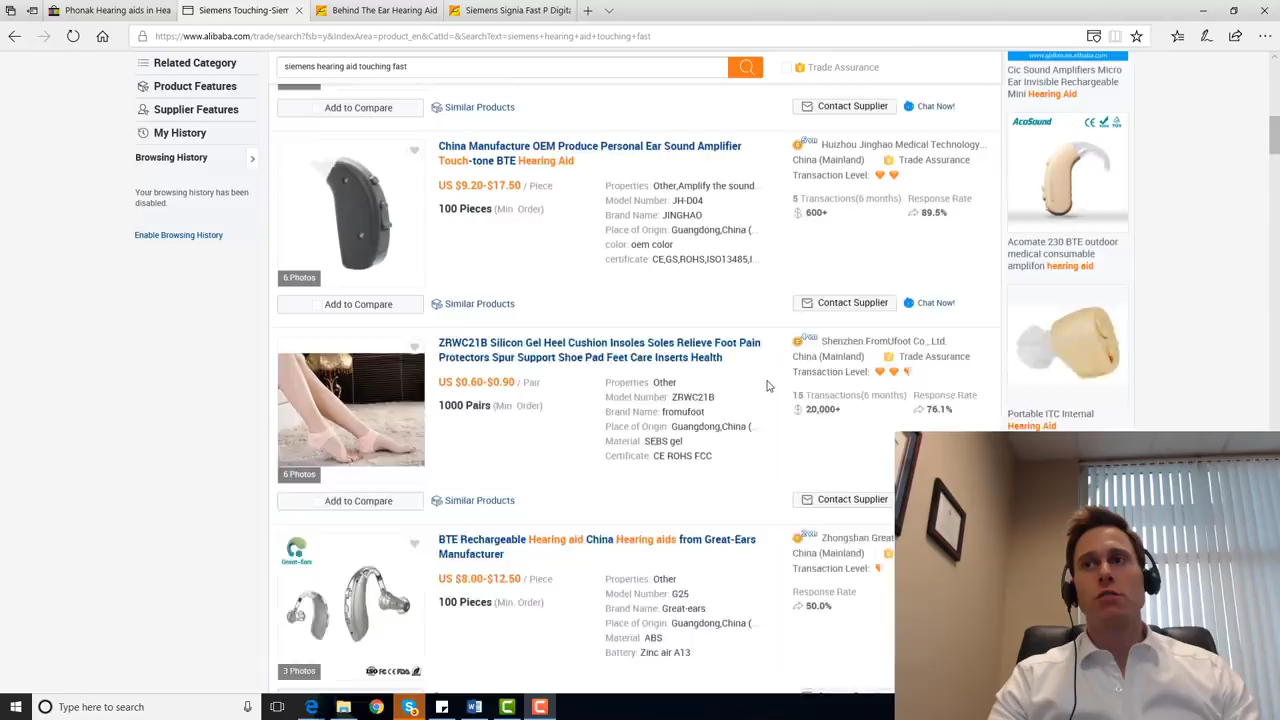 Phonak Hearing aids in Hea
Siemens Touching-Siem
Behind The Ear Hearing Aid
Siemens Signia Fast P Digita
https://www.alibaba.com/trade/search?fsb=y&IndexArea=product_en&CatId=&SearchText=siemens+hearing+aid+touching+fast
Related Category
Product Features
Supplier Features
My History
Browsing History
Your browsing history has been
disabled.
Enable Browsing History
siemens hearing aid touching fast
Trade Assurance
Add to Compare
Similar Products
Contact Supplier
Chat Now!
China Manufacture OEM Produce Personal Ear Sound Amplifier
Touch-tone BTE Hearing Aid
US $9.20-$17.50 / Piece
100 Pieces (Min. Order)
Properties Other,Amplify the sound...
Model Number: JH-D04
Brand Name: JINGHAO
Place of Origin: Guangdong,China (...
color: oem color
certificate: CE,GS,ROHS,ISO13485,I...
Huizhou Jinghao Medical Technology...
China (Mainland) Trade Assurance
Transaction Level:
5 Transactions(6 months) Response Rate
600+ 89.5%
6 Photos
Add to Compare
Similar Products
Contact Supplier
Chat Now!
ZRWC21B Silicon Gel Heel Cushion Insoles Soles Relieve Foot Pain
Protectors Spur Support Shoe Pad Feet Care Inserts Health
US $0.60-$0.90 / Pair
1000 Pairs (Min. Order)
Properties Other
Model Number: ZRWC21B
Brand Name: fromufoot
Place of Origin: Guangdong,China (...
Material SEBS gel
Certificate: CE ROHS FCC
Shenzhen FromUfoot Co., Ltd.
China (Mainland) Trade Assurance
Transaction Level:
15 Transactions(6 months) Response Rate
20,000+ 76.1%
6 Photos
Add to Compare
Similar Products
Contact Supplier
BTE Rechargeable Hearing aid China Hearing aids from Great-Ears
Manufacturer
US $8.00-$12.50 / Piece
100 Pieces (Min. Order)
Properties: Other
Model Number: G25
Brand Name: Great-ears
Place of Origin: Guangdong,China (...
Material ABS
Battery: Zinc air A13
Zhongshan Great
China (Mainland)
Transaction Level:
Response Rate
50.0%
Great-Ears
3 Photos
Cic Sound Amplifiers Micro
Ear Invisible Rechargeable
Mini Hearing Aid
AcoSound
Acomate 230 BTE outdoor
medical consumable
amplifon hearing aid
Portable ITC Internal
Hearing Aid
Type here to search